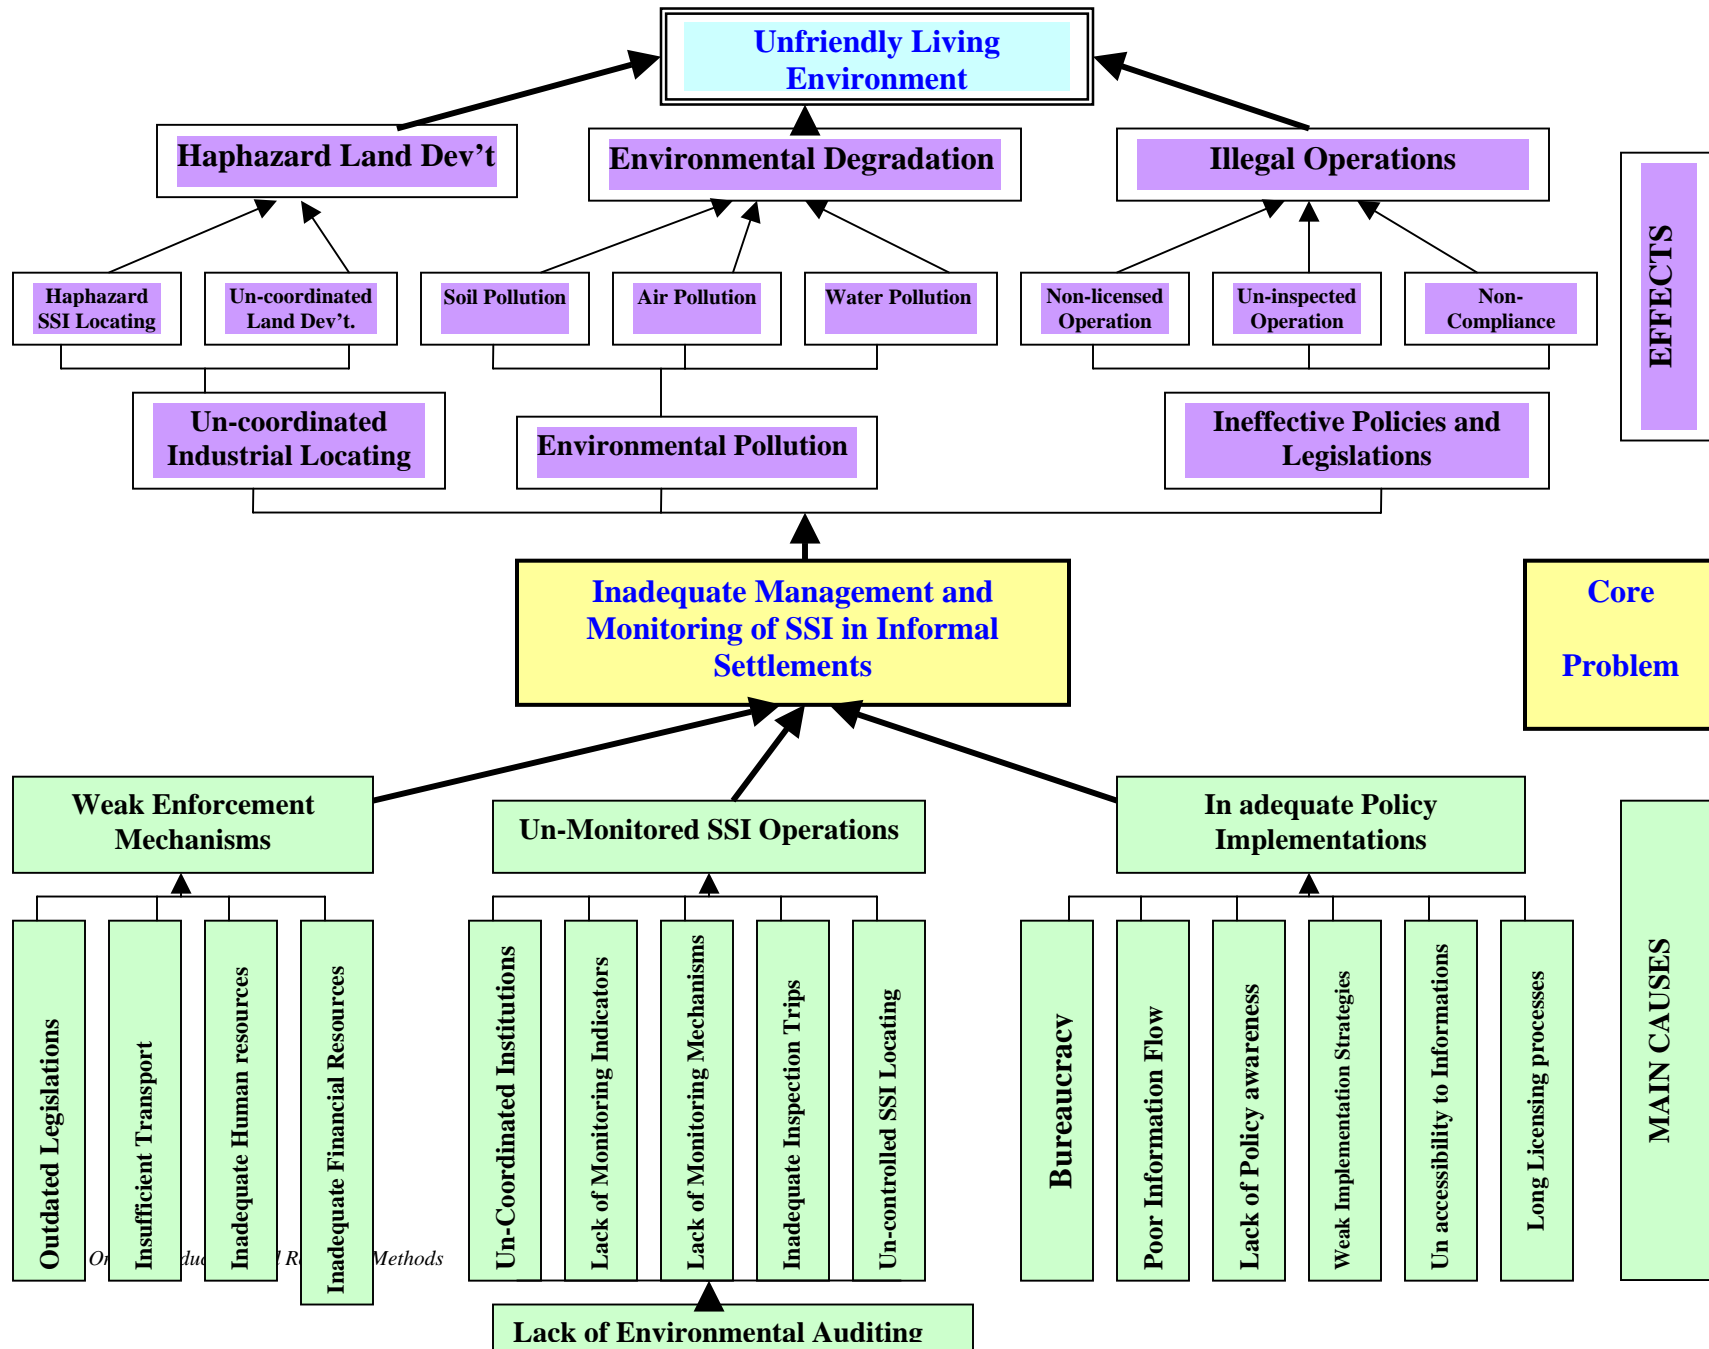 Unfriendly Living
Environment
Haphazard Land Dev't
Environmental Degradation
Illegal Operations
EFFECTS
Haphazard
SSI Locating
Un-coordinated
Land Dev't.
Soil Pollution
Air Pollution
Water Pollution
Non-licensed
Operation
Un-inspected
Operation
Non-
Compliance
Un-coordinated
Industrial Locating
Environmental Pollution
Ineffective Policies and
Legislations
Inadequate Management and
Monitoring of SSI in Informal
Settlements
Core
Problem
Weak Enforcement
Mechanisms
Un-Monitored SSI Operations
In adequate Policy
Implementations
MAIN CAUSES
Outdated Legislations
Insufficient Transport
Inadequate Human resources
Inadequate Financial Resources
Un-Coordinated Institutions
Lack of Monitoring Indicators
Lack of Monitoring Mechanisms
Inadequate Inspection Trips
Un-controlled SSI Locating
Bureaucracy
Poor Information Flow
Lack of Policy awareness
Weak Implementation Strategies
Un accessibility to Informations
Long Licensing processes
Methods
Lack of Environmental Auditing